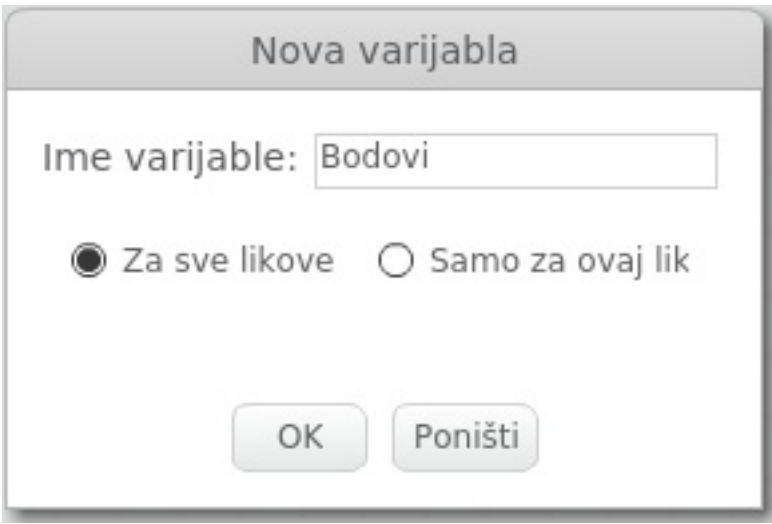 Nova varijabla
Ime varijable: Bodovi
Za sve likove Samo za ovaj lik
OK Poništi